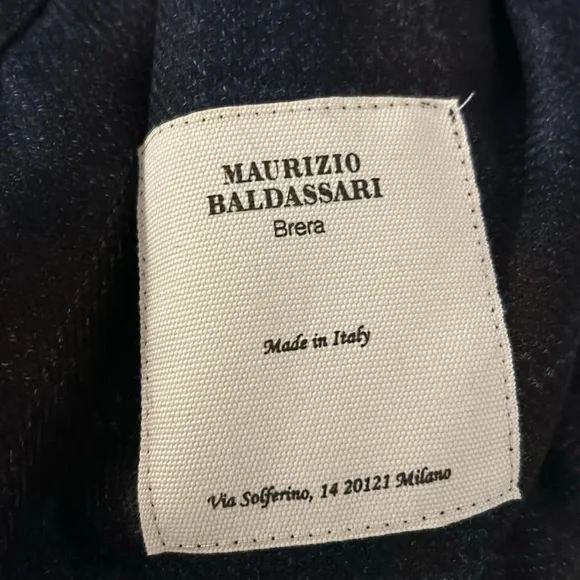 MAURIZIO
BALDASSARI
Brera
Made in Italy
Via Solferino, 14 20121 Milano